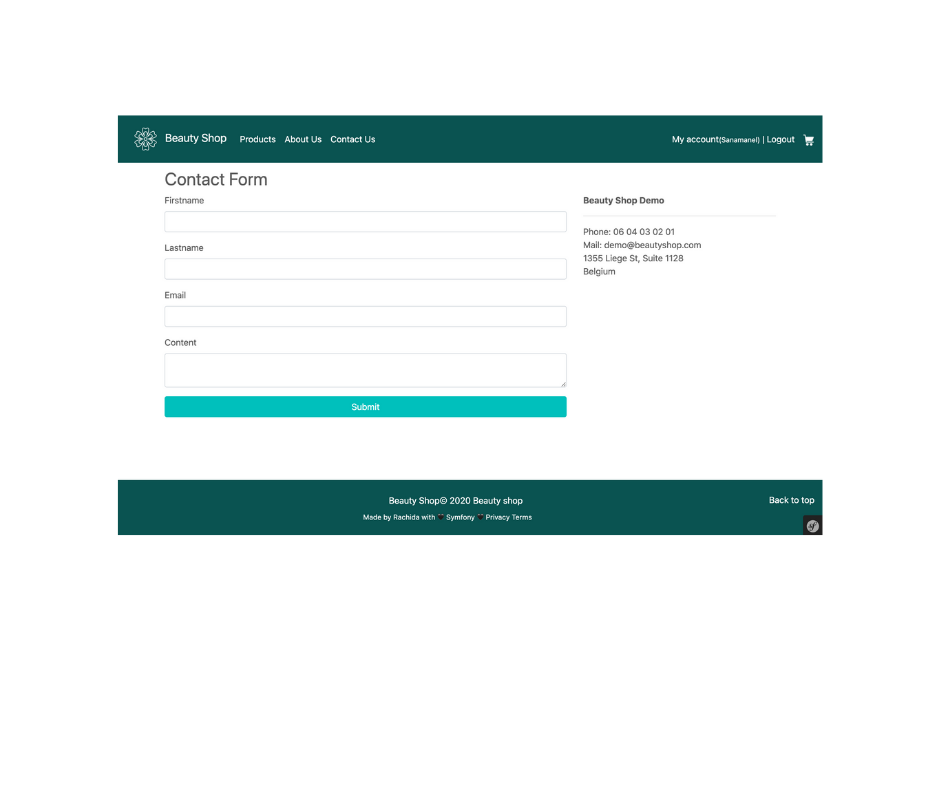 Beauty Shop Products About Us Contact Us My account(Sanamanel) | Logout
Contact Form
Firstname
Lastname
Email
Content
Submit
Beauty Shop Demo
Phone: 06 04 03 02 01
Mail: demo@beautyshop.com
1355 Liege St, Suite 1128
Belgium
Beauty Shop© 2020 Beauty shop
Back to top
Made by Rachida with 🖤 Symfony 🖤 Privacy Terms
sf